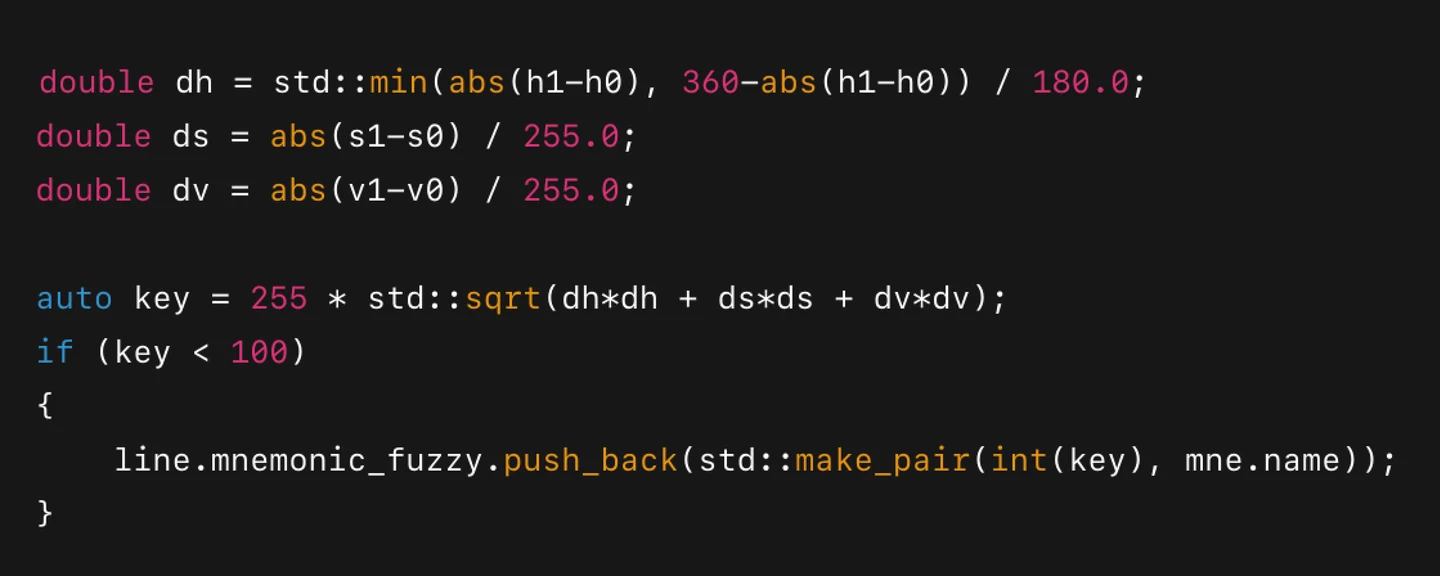 double dh = std::min(abs(h1-h0), 360-abs(h1-h0)) / 180.0;
double ds = abs(s1-s0) / 255.0;
double dv = abs(v1-v0) / 255.0;

auto key = 255 * std::sqrt(dh*dh + ds*ds + dv*dv);
if (key < 100)
{
    line.mnemonic_fuzzy.push_back(std::make_pair(int(key), mne.name));
}